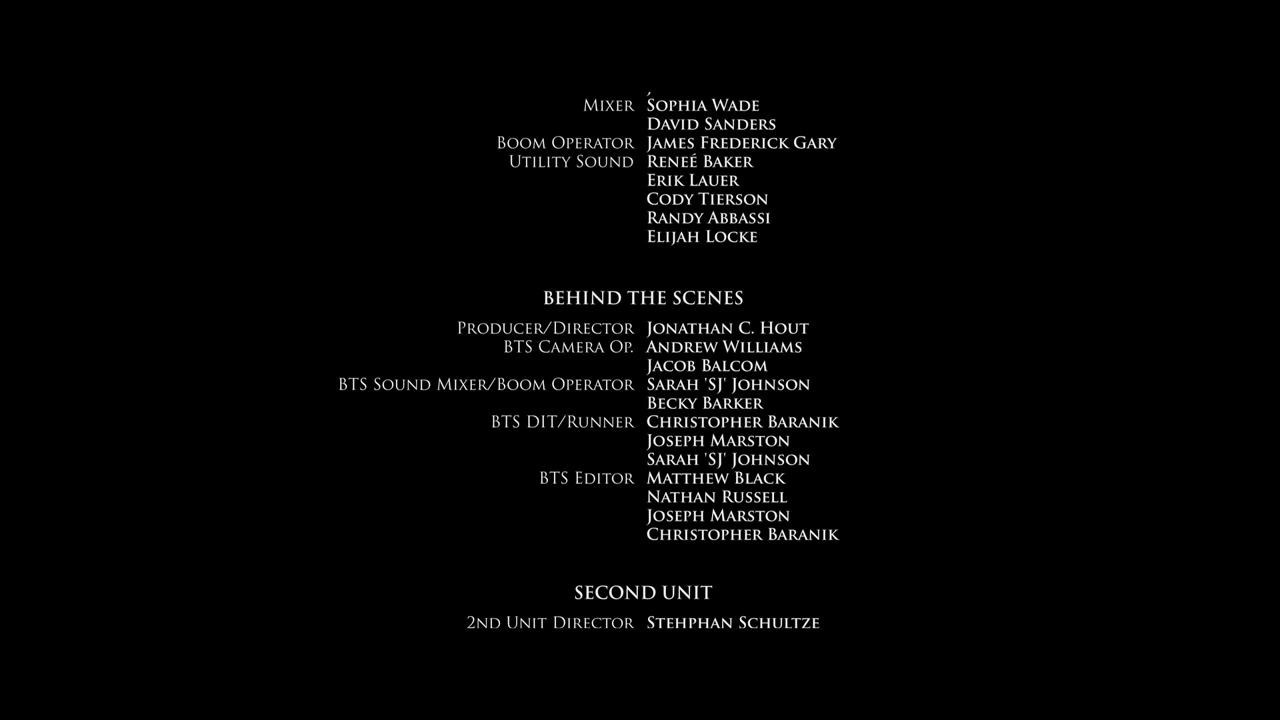 Mixer Sophia Wade
David Sanders
Boom Operator James Frederick Gary
Utility Sound Reneé Baker
Erik Lauer
Cody Tierson
Randy Abbassi
Elijah Locke
BEHIND THE SCENES
Producer/Director Jonathan C. Hout
BTS Camera Op. Andrew Williams
Jacob Balcom
BTS Sound Mixer/Boom Operator Sarah 'SJ' Johnson
Becky Barker
BTS DIT/Runner Christopher Baranik
Joseph Marston
Sarah 'SJ' Johnson
BTS Editor Matthew Black
Nathan Russell
Joseph Marston
Christopher Baranik
SECOND UNIT
2nd Unit Director Stehphan Schultze